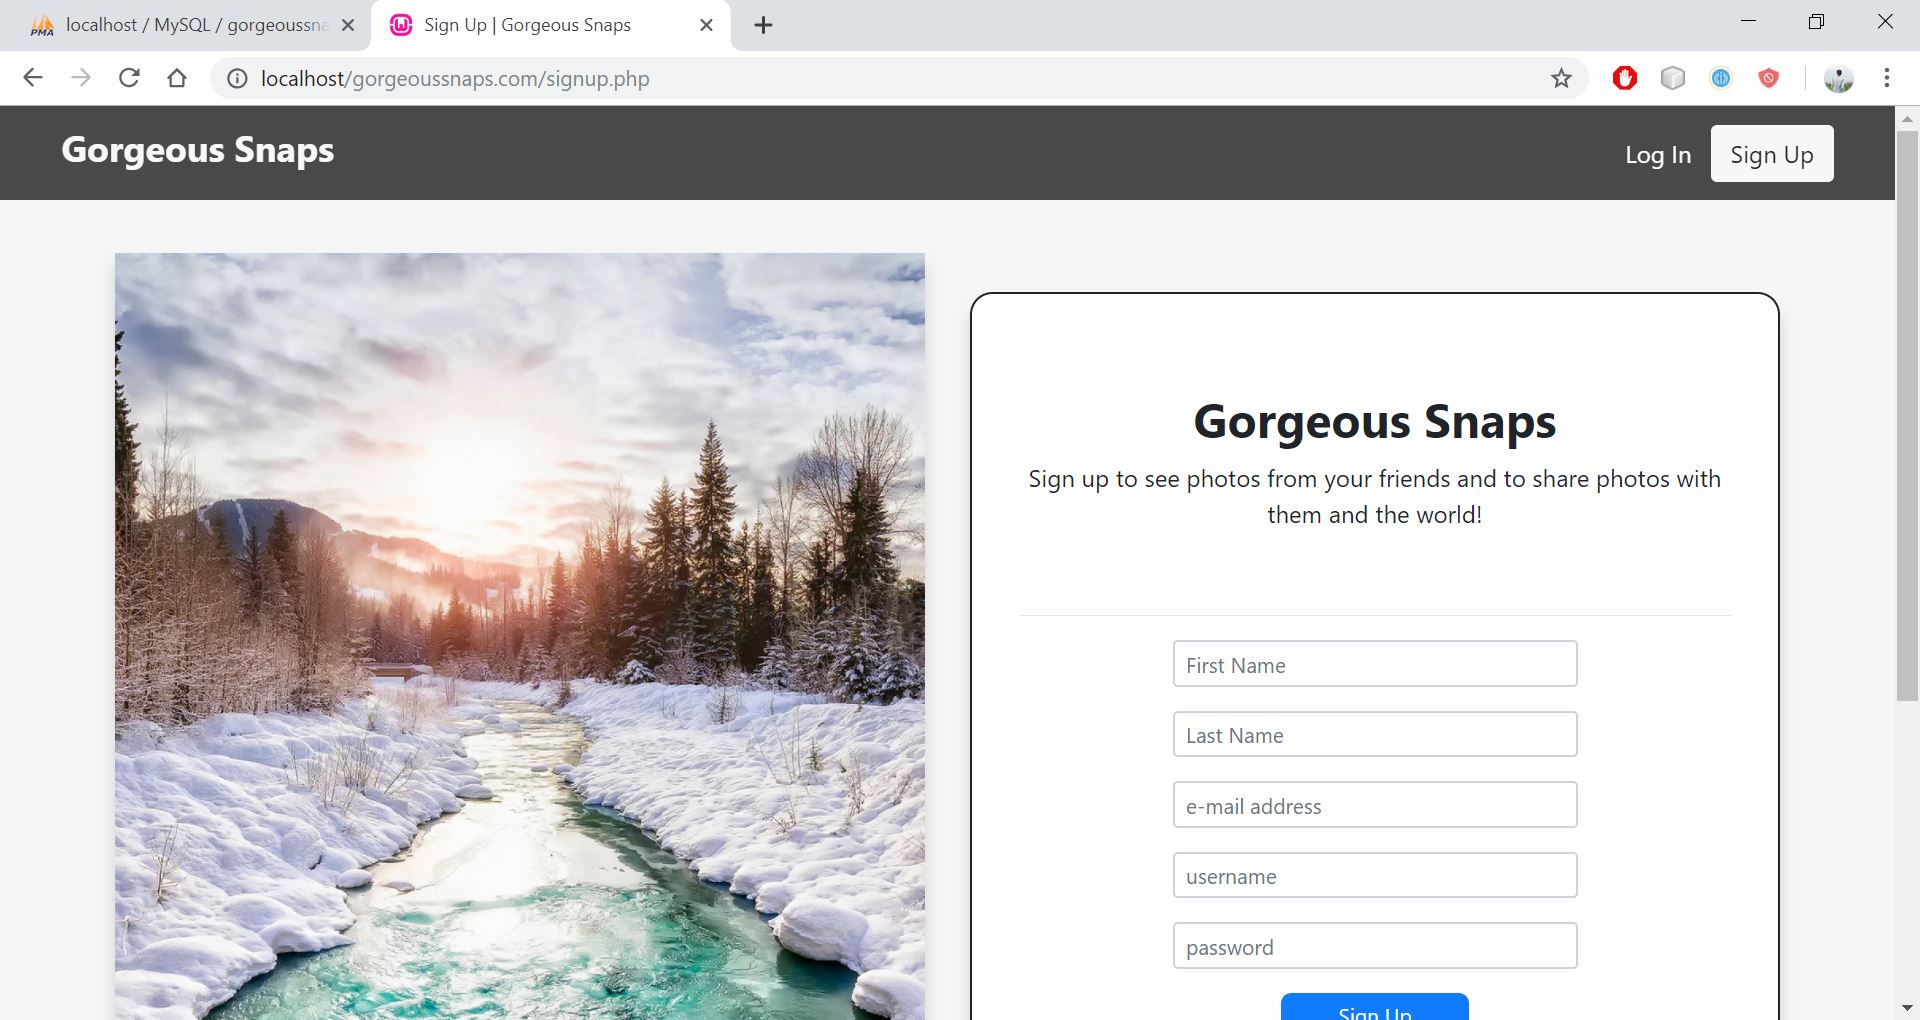 PMA localhost / MySQL / gorgeoussna
Sign Up | Gorgeous Snaps
localhost/gorgeoussnaps.com/signup.php
Gorgeous Snaps
Log In
Sign Up
Gorgeous Snaps
Sign up to see photos from your friends and to share photos with
them and the world!
First Name
Last Name
e-mail address
username
password
Sign Up